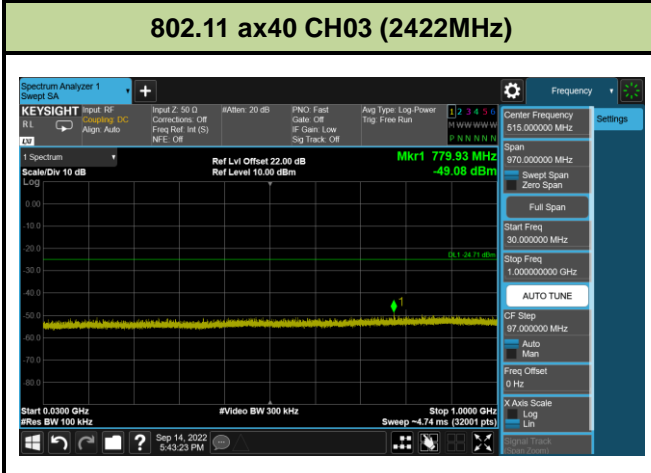 802.11 ax40 CH03 (2422MHz)
Spectrum Analyzer 1
Swept SA
Frequency
KEYSIGHT
RL
LXI
Input: RF
Coupling: DC
Align: Auto
Input Z: 50 Ω
Corrections: Off
Freq Ref: Int (S)
NFE: Off
#Atten: 20 dB
PNO: Fast
Gate: Off
IF Gain: Low
Sig Track: Off
Avg Type: Log-Power
Trig: Free Run
1 2 3 4 5 6
M W W W W W
P N N N N N
Center Frequency
515.000000 MHz
Settings
1 Spectrum
Scale/Div 10 dB
Log
Ref Lvl Offset 22.00 dB
Ref Level 10.00 dBm
Mkr1 779.93 MHz
-49.08 dBm
Span
970.000000 MHz
Swept Span
Zero Span
Full Span
Start Freq
30.000000 MHz
Stop Freq
1.000000000 GHz
AUTO TUNE
CF Step
97.000000 MHz
Auto
Man
Freq Offset
0 Hz
X Axis Scale
Log
Lin
Signal Track
(Span Zoom)
0.00
-10.0
-20.0
DL1 -24.71 dBm
-30.0
-40.0
1
-50.0
-60.0
-70.0
-80.0
Start 0.0300 GHz
#Res BW 100 kHz
#Video BW 300 kHz
Stop 1.0000 GHz
Sweep ~4.74 ms (32001 pts)
?
Sep 14, 2022
5:43:23 PM